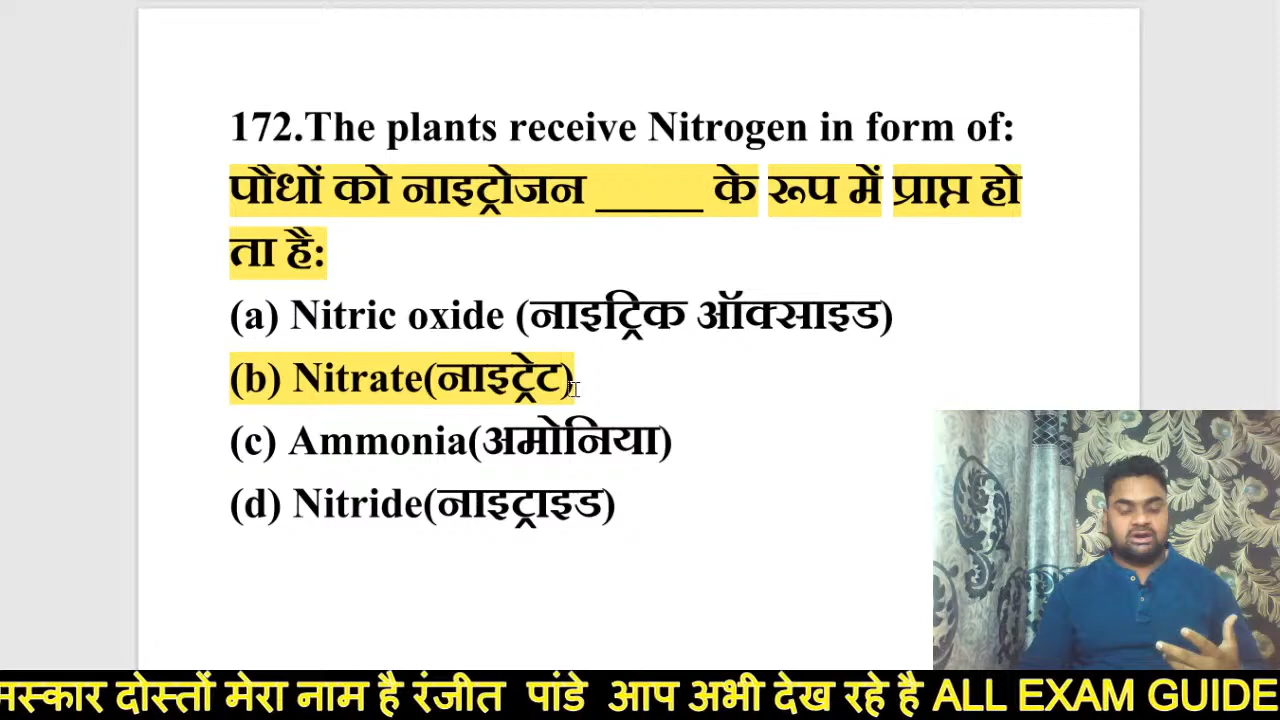 172.The plants receive Nitrogen in form of:
पौधों को नाइट्रोजन _____ के रूप में प्राप्त हो
ता है:
(a) Nitric oxide (नाइट्रिक ऑक्साइड)
(b) Nitrate(नाइट्रेट)
(c) Ammonia(अमोनिया)
(d) Nitride(नाइट्राइड)
मस्कार दोस्तों मेरा नाम है रंजीत पांडे आप अभी देख रहे है ALL EXAM GUIDE